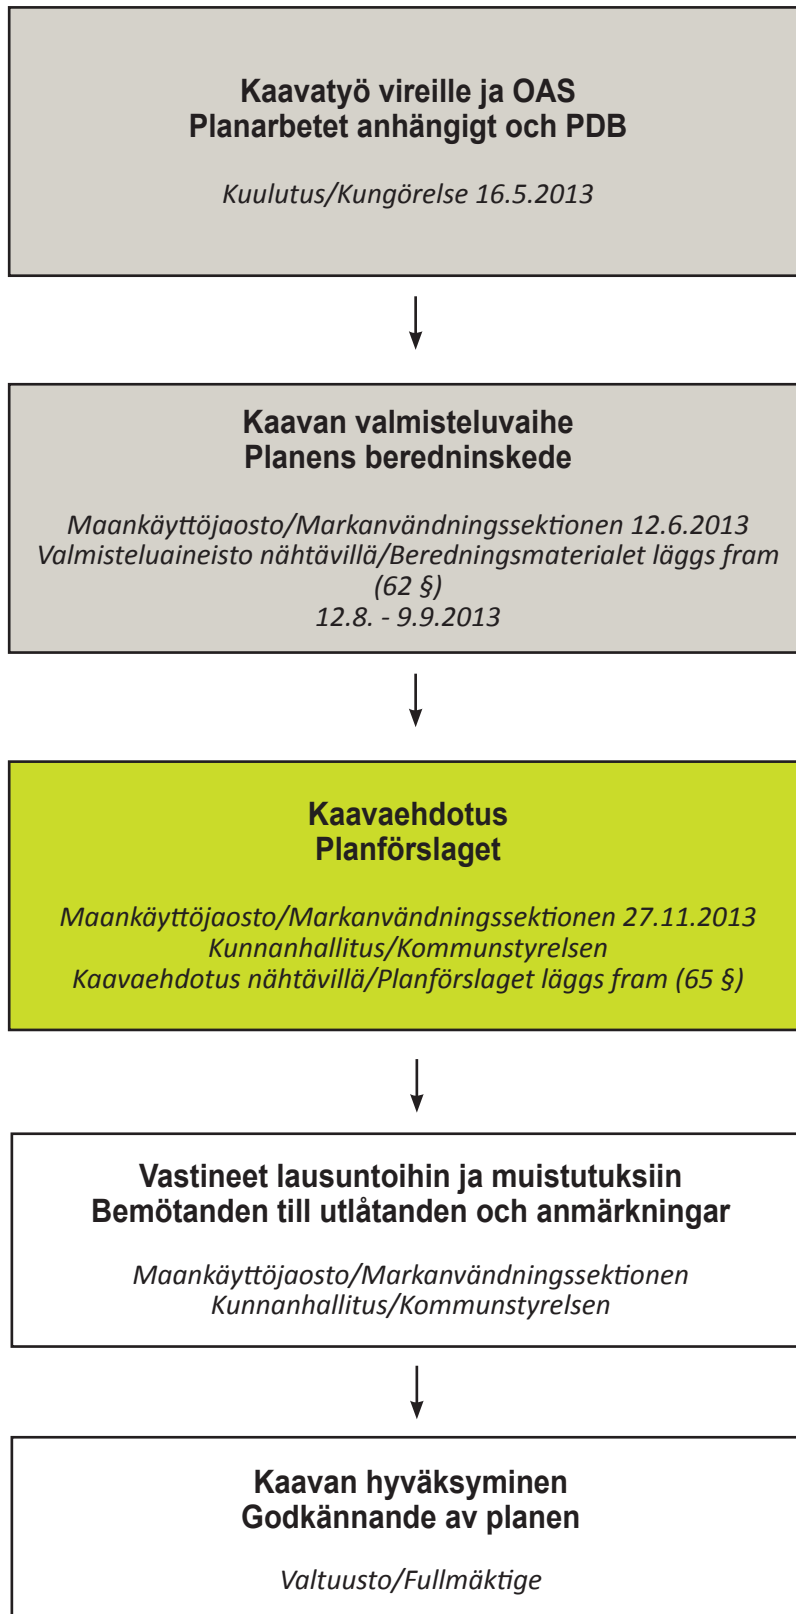 Kaavatyö vireille ja OAS
Planarbetet anhängigt och PDB
Kuulutus/Kungörelse 16.5.2013
Kaavan valmisteluvaihe
Planens beredninskede
Maankäyttöjaosto/Markanvändningssektionen 12.6.2013
Valmisteluaineisto nähtävillä/Beredningsmaterialet läggs fram
(62 §)
12.8. - 9.9.2013
Kaavaehdotus
Planförslaget
Maankäyttöjaosto/Markanvändningssektionen 27.11.2013
Kunnanhallitus/Kommunstyrelsen
Kaavaehdotus nähtävillä/Planförslaget läggs fram (65 §)
Vastineet lausuntoihin ja muistutuksiin
Bemötanden till utlåtanden och anmärkningar
Maankäyttöjaosto/Markanvändningssektionen
Kunnanhallitus/Kommunstyrelsen
Kaavan hyväksyminen
Godkännande av planen
Valtuusto/Fullmäktige